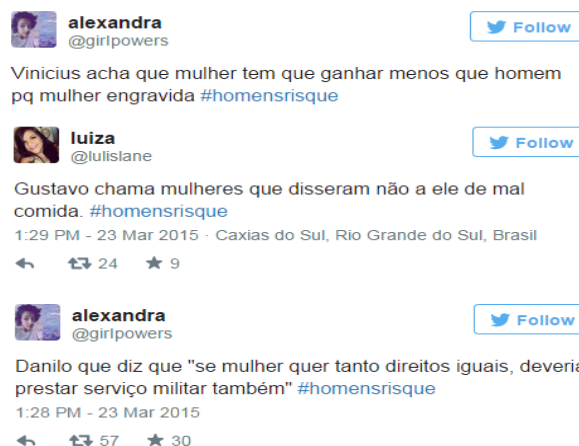 alexandra
@girlpowers
Follow
Vinicius acha que mulher tem que ganhar menos que homem
pq mulher engravida #homensrisque
luiza
@lulislane
Follow
Gustavo chama mulheres que disseram não a ele de mal
comida. #homensrisque
1:29 PM - 23 Mar 2015 · Caxias do Sul, Rio Grande do Sul, Brasil
24 9
alexandra
@girlpowers
Follow
Danilo que diz que "se mulher quer tanto direitos iguais, deveria
prestar serviço militar também" #homensrisque
1:28 PM - 23 Mar 2015
57 30